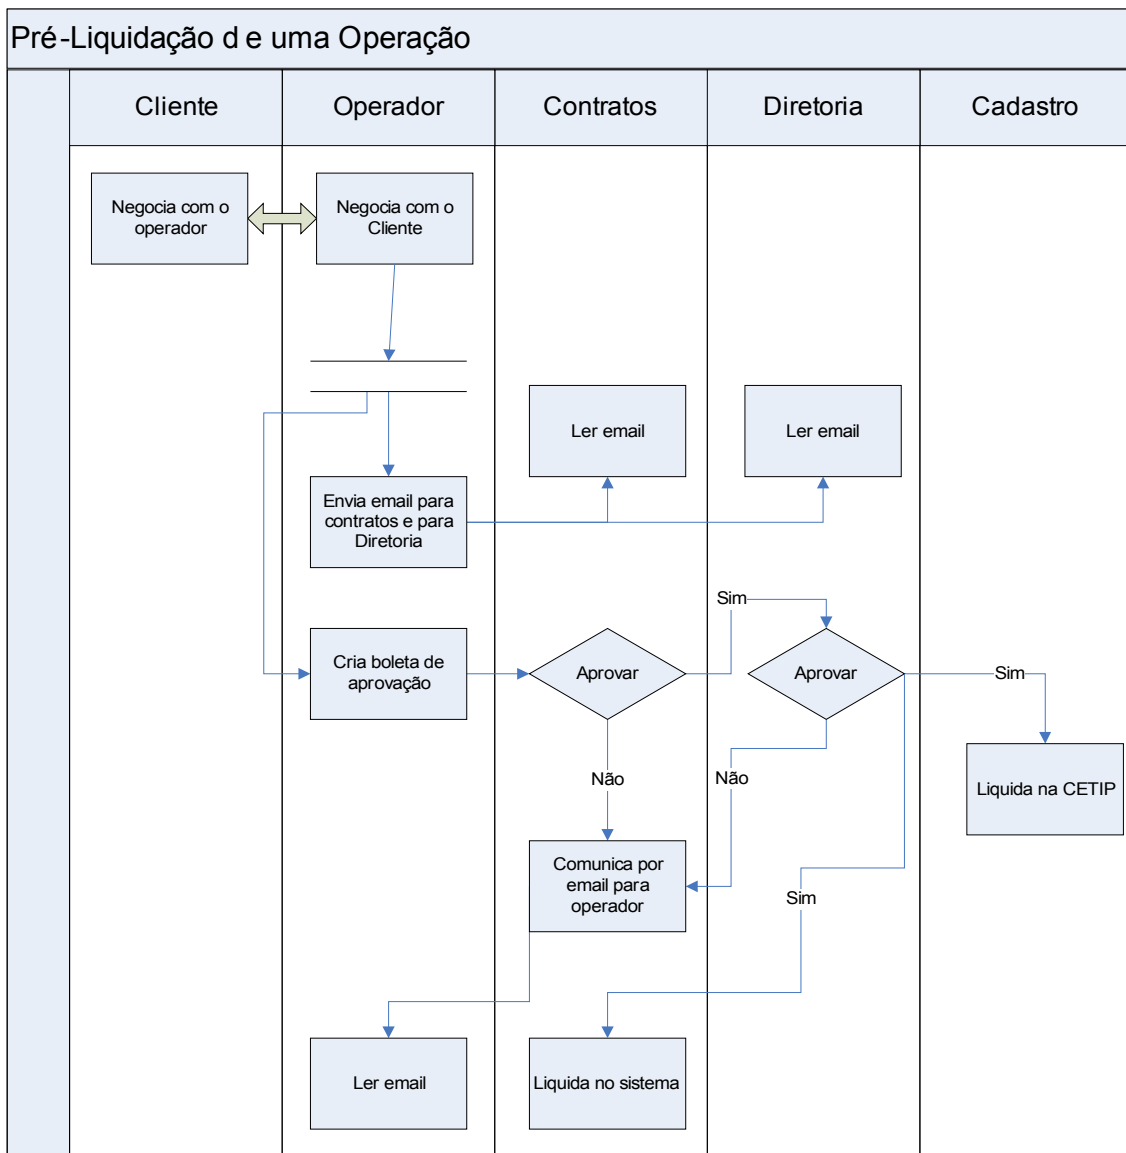 Pré-Liquidação d e uma Operação
Cliente
Operador
Contratos
Diretoria
Cadastro
Negocia com o
operador
Negocia com o
Cliente
Ler email
Ler email
Envia email para
contratos e para
Diretoria
Sim
Cria boleta de
aprovação
Aprovar
Aprovar
Sim
Não
Não
Liquida na CETIP
Comunica por
email para
operador
Sim
Ler email
Liquida no sistema